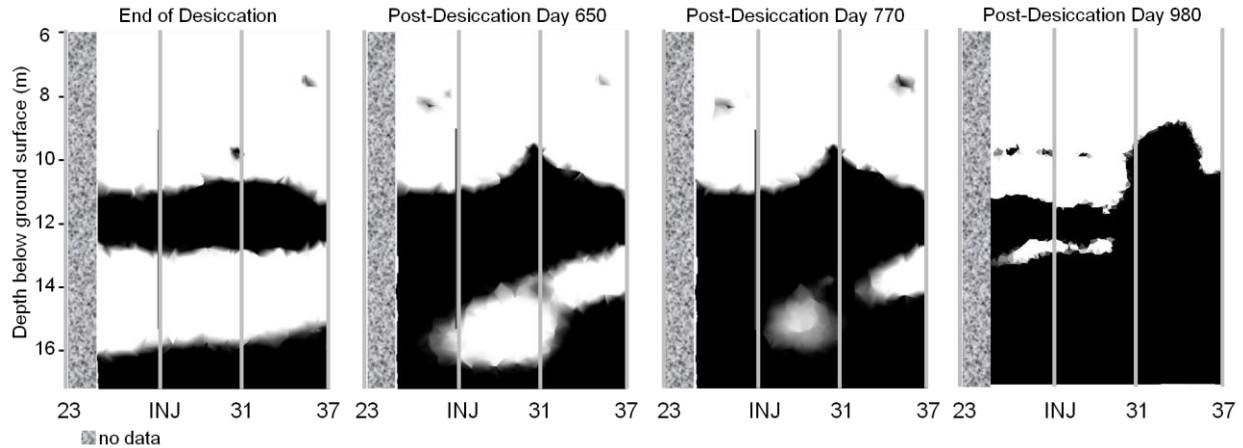 End of Desiccation
Post-Desiccation Day 650
Post-Desiccation Day 770
Post-Desiccation Day 980
Depth below ground surface (m)
6
8
10
12
14
16
23 INJ 31 37
23 INJ 31 37
23 INJ 31 37
23 INJ 31 37
no data